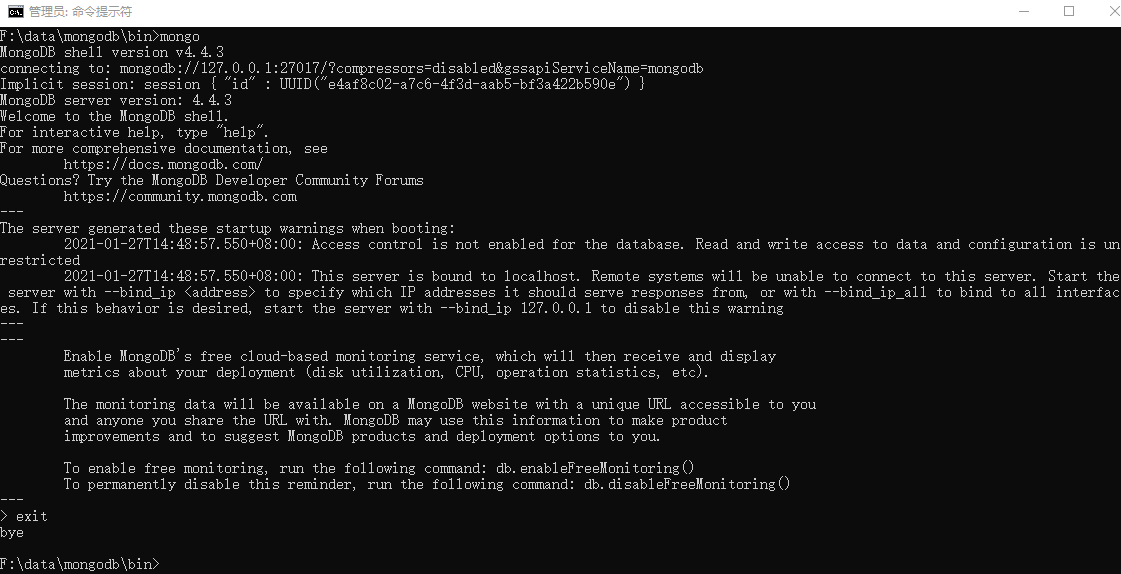 管理员: 命令提示符
F:\data\mongodb\bin>mongo
MongoDB shell version v4.4.3
connecting to: mongodb://127.0.0.1:27017/?compressors=disabled&gssapiServiceName=mongodb
Implicit session: session { "id" : UUID("e4af8c02-a7c6-4f3d-aab5-bf3a422b590e") }
MongoDB server version: 4.4.3
Welcome to the MongoDB shell.
For interactive help, type "help".
For more comprehensive documentation, see
        https://docs.mongodb.com/
Questions? Try the MongoDB Developer Community Forums
        https://community.mongodb.com
---
The server generated these startup warnings when booting:
        2021-01-27T14:48:57.550+08:00: Access control is not enabled for the database. Read and write access to data and configuration is un
restricted
        2021-01-27T14:48:57.550+08:00: This server is bound to localhost. Remote systems will be unable to connect to this server. Start the
 server with --bind_ip <address> to specify which IP addresses it should serve responses from, or with --bind_ip_all to bind to all interfac
es. If this behavior is desired, start the server with --bind_ip 127.0.0.1 to disable this warning
---
---
        Enable MongoDB's free cloud-based monitoring service, which will then receive and display
        metrics about your deployment (disk utilization, CPU, operation statistics, etc).

        The monitoring data will be available on a MongoDB website with a unique URL accessible to you
        and anyone you share the URL with. MongoDB may use this information to make product
        improvements and to suggest MongoDB products and deployment options to you.

        To enable free monitoring, run the following command: db.enableFreeMonitoring()
        To permanently disable this reminder, run the following command: db.disableFreeMonitoring()
---
> exit
bye

F:\data\mongodb\bin>